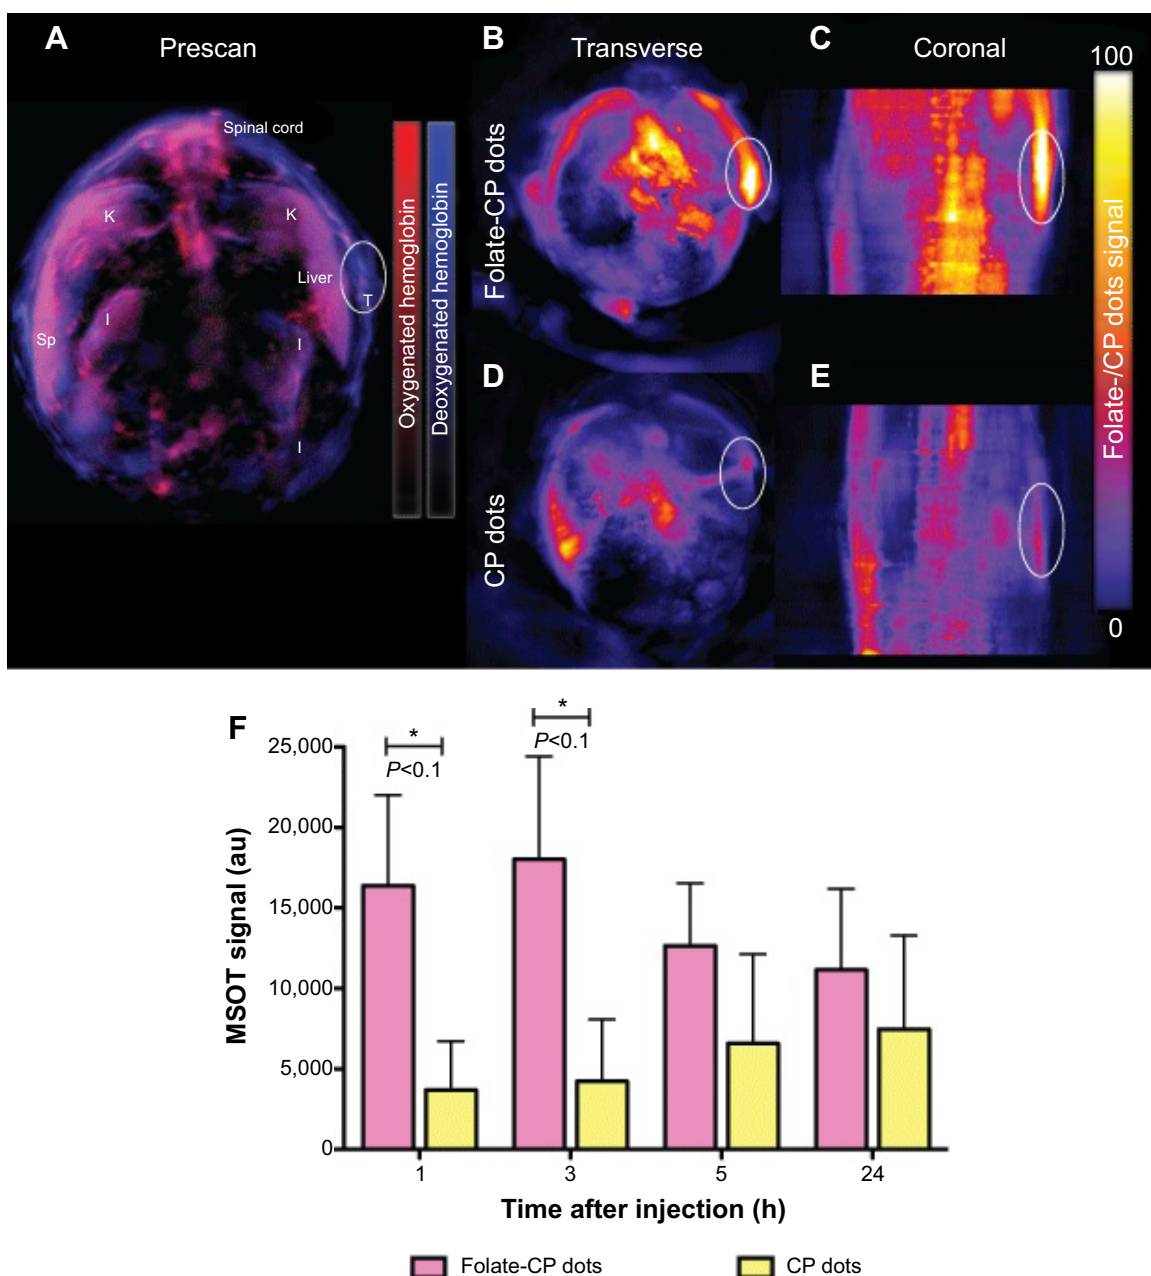 A
Prescan
B
Transverse
C
Coronal
100
Spinal cord
K
K
Liver
T
Sp
I
I
I
Oxygenated hemoglobin
Deoxygenated hemoglobin
Folate-CP dots
D
E
CP dots
Folate-/CP dots signal
0
F
*
P<0.1
*
P<0.1
MSOT signal (au)
25,000
20,000
15,000
10,000
5,000
0
1
3
5
24
Time after injection (h)
Folate-CP dots
CP dots